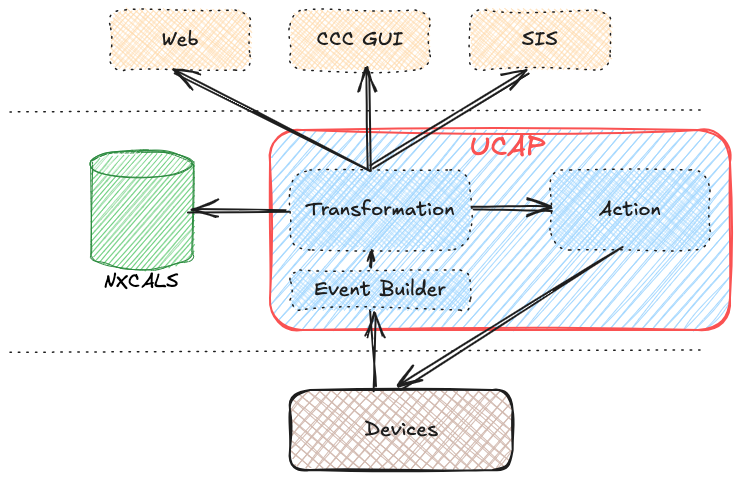 Web
CCC GUI
SIS
UCAP
Transformation
Action
NXCALS
Event Builder
Devices